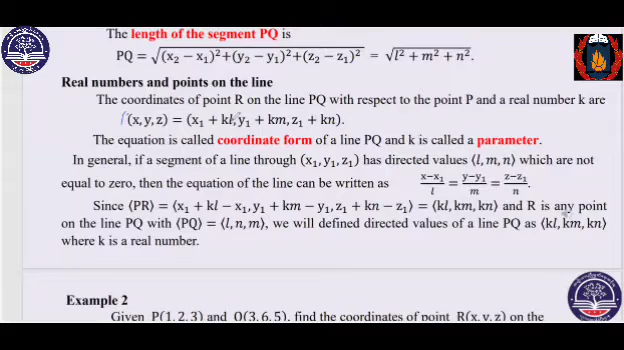 The length of the segment PQ is
PQ = √(x₂ − x₁)²+(y₂ − y₁)²+(z₂ − z₁)² = √l² + m² + n².
Real numbers and points on the line
The coordinates of point R on the line PQ with respect to the point P and a real number k are
(x, y, z) = (x₁ + kl, y₁ + km, z₁ + kn).
The equation is called coordinate form of a line PQ and k is called a parameter.
In general, if a segment of a line through (x₁, y₁, z₁) has directed values ⟨l, m, n⟩ which are not
equal to zero, then the equation of the line can be written as x−x₁/l = y−y₁/m = z−z₁/n.
Since ⟨PR⟩ = ⟨x₁ + kl − x₁, y₁ + km − y₁, z₁ + kn − z₁⟩ = ⟨kl, km, kn⟩ and R is any point
on the line PQ with ⟨PQ⟩ = ⟨l, n, m⟩, we will defined directed values of a line PQ as ⟨kl, km, kn⟩
where k is a real number.
Example 2
Given P(1, 2, 3) and Q(3, 6, 5), find the coordinates of point R(x, y, z) on the